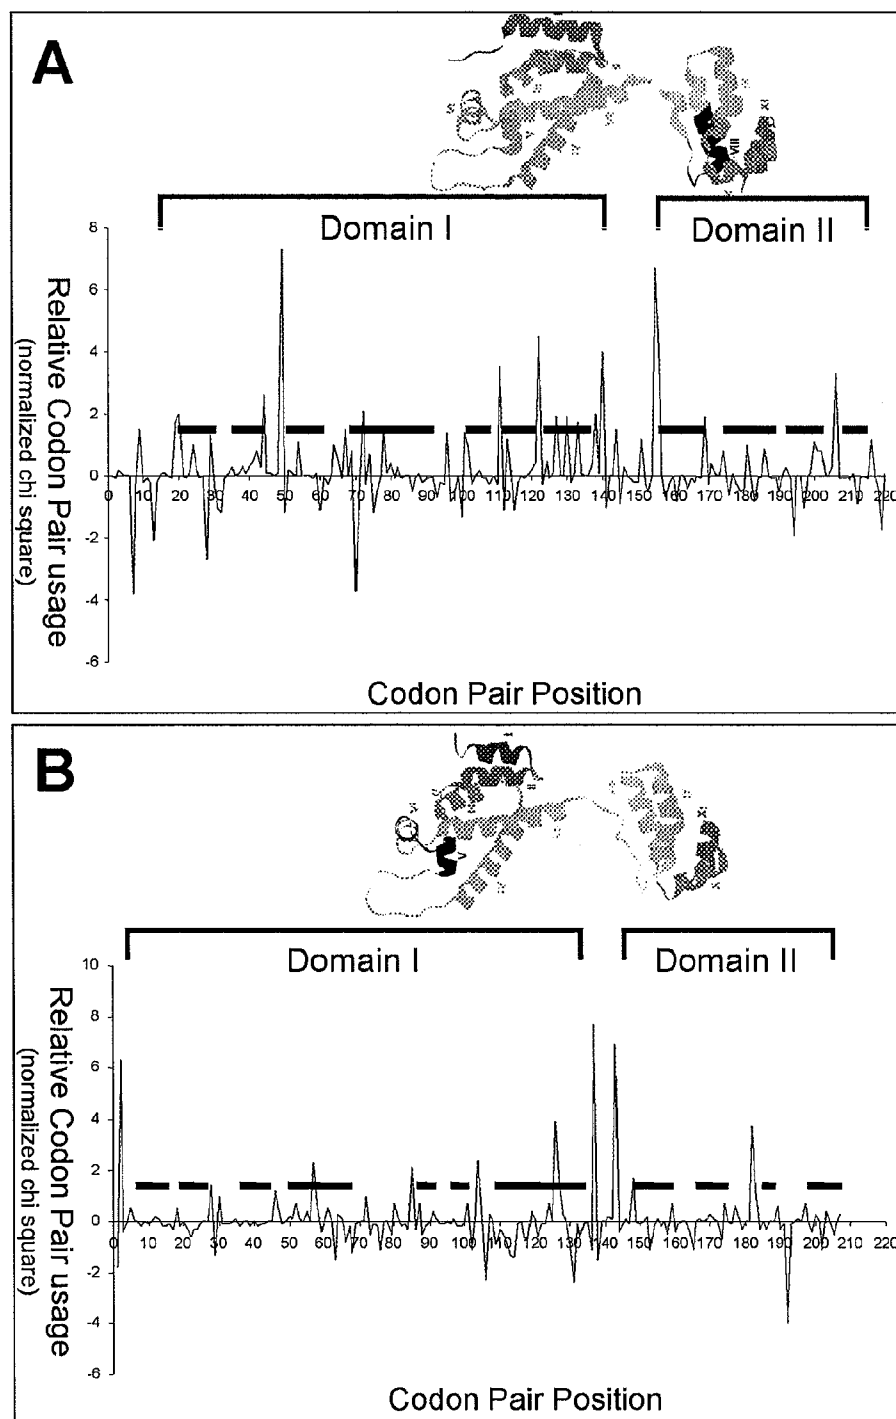 A
Domain I
Domain II
Relative Codon Pair usage
(normalized chi square)
8
6
4
2
0
-2
-4
-6
0 10 20 30 40 50 60 70 80 90 100 110 120 130 140 150 160 170 180 190 200 210 220
Codon Pair Position
B
Domain I
Domain II
Relative Codon Pair usage
(normalized chi square)
10
8
6
4
2
0
-2
-4
-6
0 10 20 30 40 50 60 70 80 90 100 110 120 130 140 150 160 170 180 190 200 210 220
Codon Pair Position